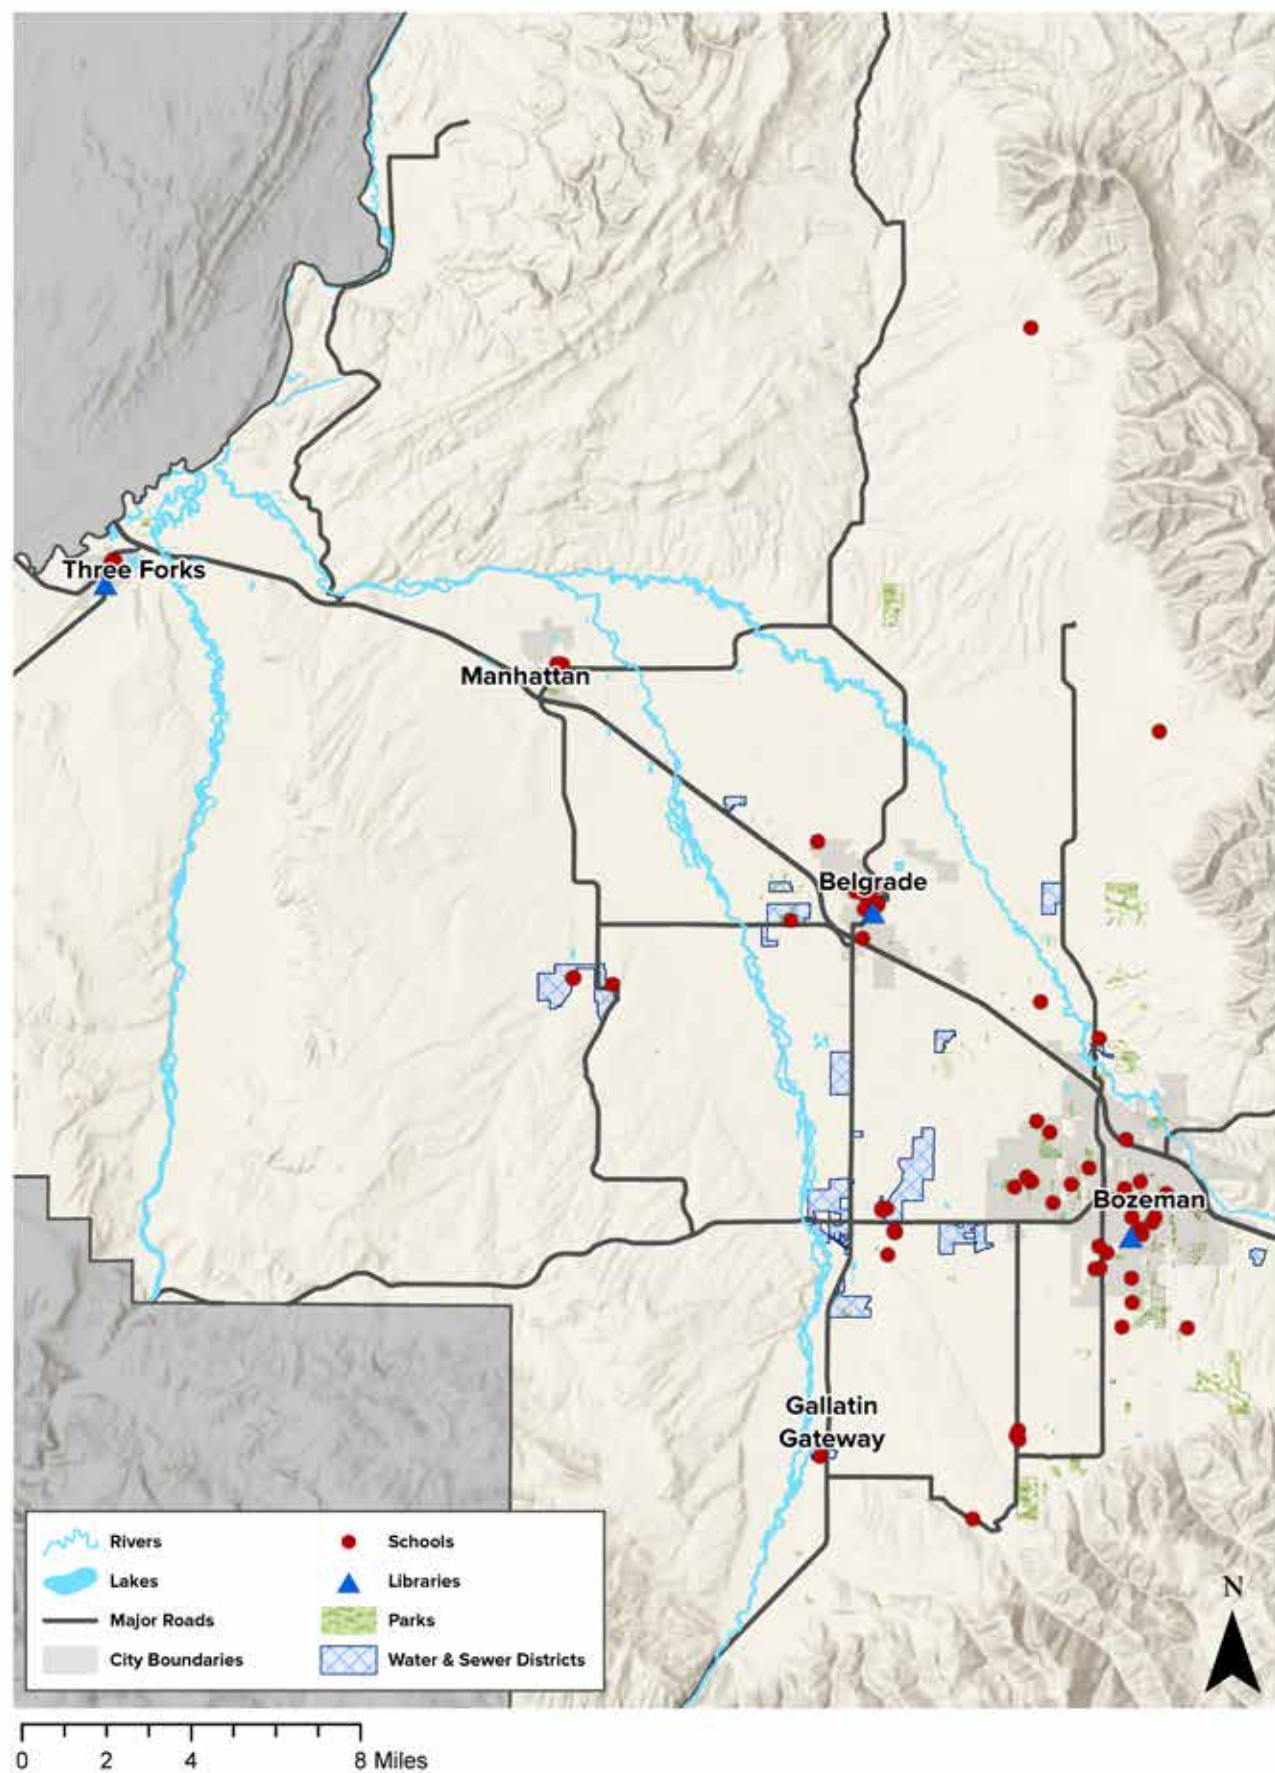 Three Forks
Manhattan
Belgrade
Bozeman
Gallatin
Gateway
Rivers
Schools
Lakes
Libraries
Major Roads
Parks
City Boundaries
Water & Sewer Districts
N
0 2 4 8 Miles